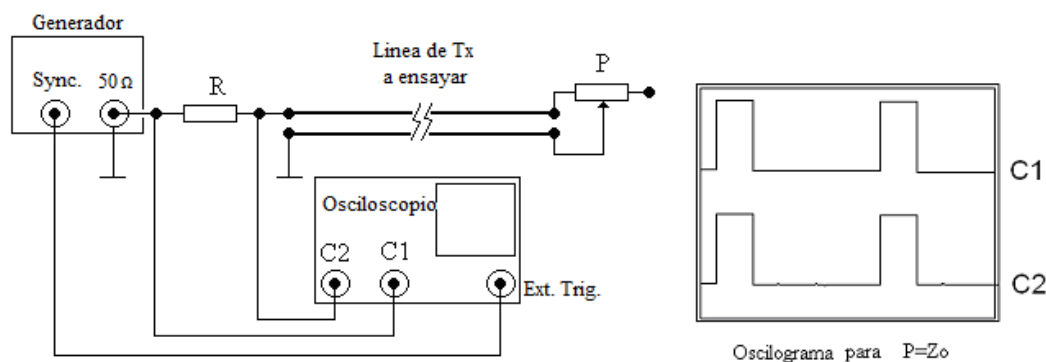 Generador
Sync.
50 Ω
R
Linea de Tx
a ensayar
P
Osciloscopio
C2
C1
Ext. Trig.
C1
C2
Oscilograma para P=Zo